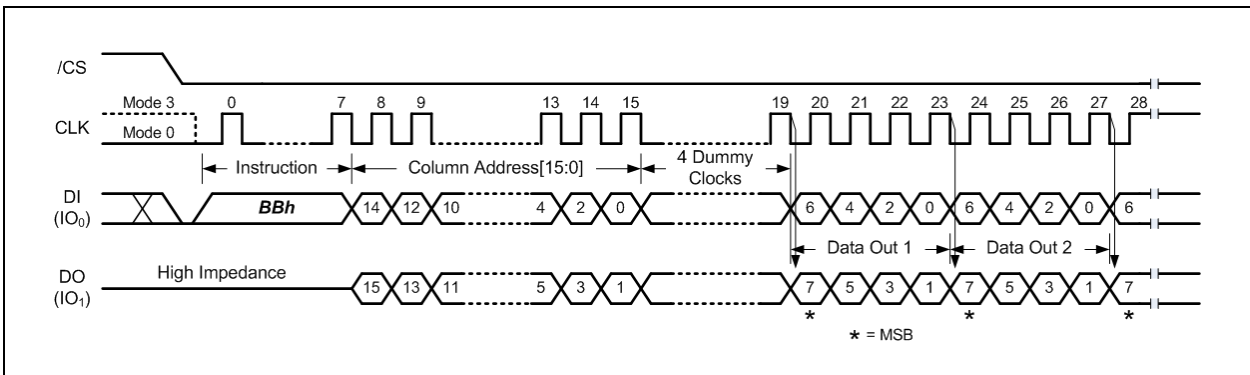 /CS
Mode 3 0 7 8 9 13 14 15 19 20 21 22 23 24 25 26 27 28
CLK
Mode 0
Instruction Column Address[15:0] 4 Dummy
Clocks
DI
(IO0) BBh 14 12 10 4 2 0 6 4 2 0 6 4 2 0 6
Data Out 1 Data Out 2
High Impedance
DO
(IO1) 15 13 11 5 3 1 7 5 3 1 7 5 3 1 7
* * *
* = MSB